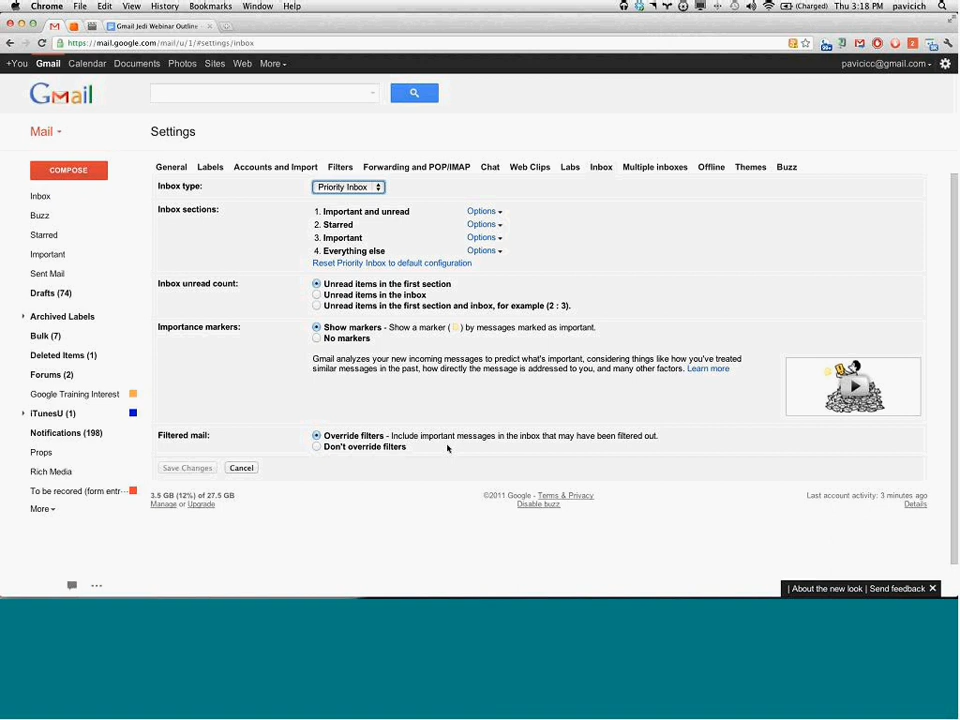 Chrome File Edit View History Bookmarks Window Help (Charged) Thu 3:18 PM pavicich
Gmail Jedi Webinar Outline ×
https://mail.google.com/mail/u/1/#settings/inbox
+You Gmail Calendar Documents Photos Sites Web More pavicicc@gmail.com
Gmail
Mail Settings
General Labels Accounts and Import Filters Forwarding and POP/IMAP Chat Web Clips Labs Inbox Multiple inboxes Offline Themes Buzz
COMPOSE
Inbox
Buzz
Starred
Important
Sent Mail
Drafts (74)
Archived Labels
Bulk (7)
Deleted Items (1)
Forums (2)
Google Training Interest
iTunesU (1)
Notifications (198)
Props
Rich Media
To be recored (form entr...
More
Inbox type: Priority Inbox
Inbox sections: 1. Important and unread Options
2. Starred Options
3. Important Options
4. Everything else Options
Reset Priority Inbox to default configuration
Inbox unread count: Unread items in the first section
Unread items in the inbox
Unread items in the first section and inbox, for example (2 : 3).
Importance markers: Show markers - Show a marker ( ) by messages marked as important.
No markers
Gmail analyzes your new incoming messages to predict what's important, considering things like how you've treated
similar messages in the past, how directly the message is addressed to you, and many other factors. Learn more
Filtered mail: Override filters - Include important messages in the inbox that may have been filtered out.
Don't override filters
Save Changes Cancel
3.5 GB (12%) of 27.5 GB ©2011 Google - Terms & Privacy Last account activity: 3 minutes ago
Manage or Upgrade Disable buzz Details
| About the new look | Send feedback ×